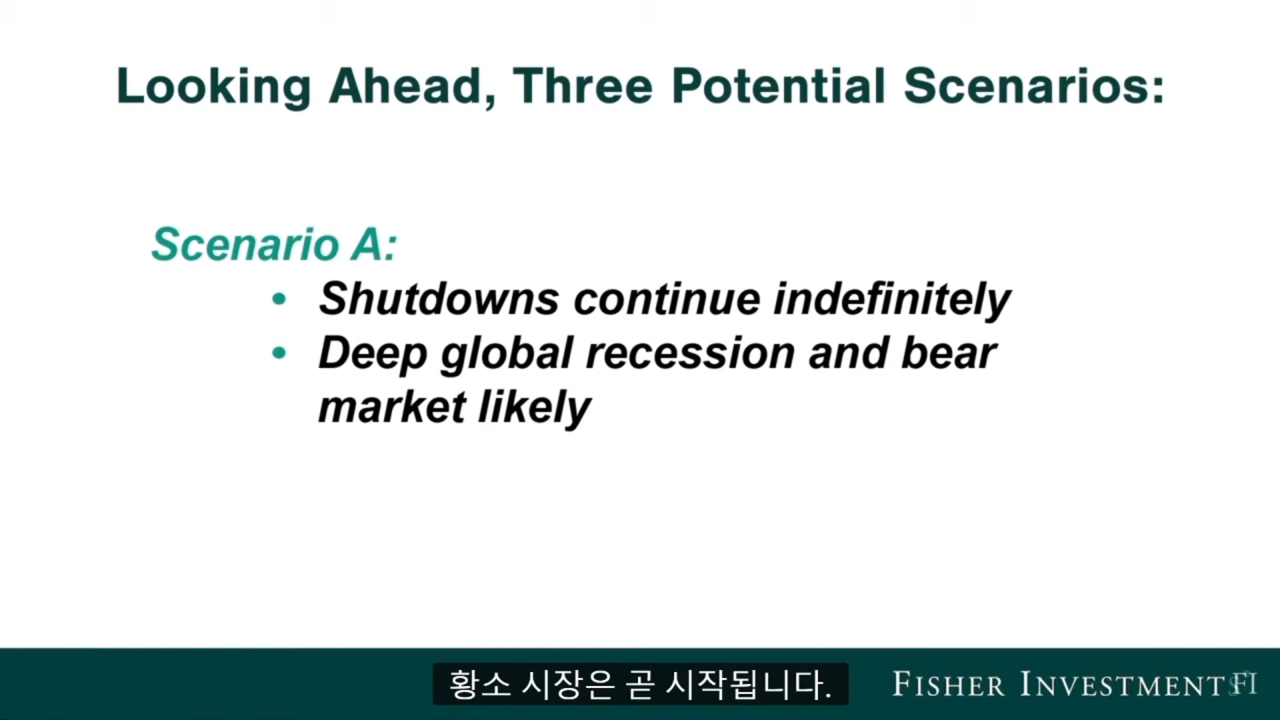 Looking Ahead, Three Potential Scenarios:
Scenario A:
• Shutdowns continue indefinitely
• Deep global recession and bear
market likely
황소 시장은 곧 시작됩니다.
FISHER INVESTMENTS
FI